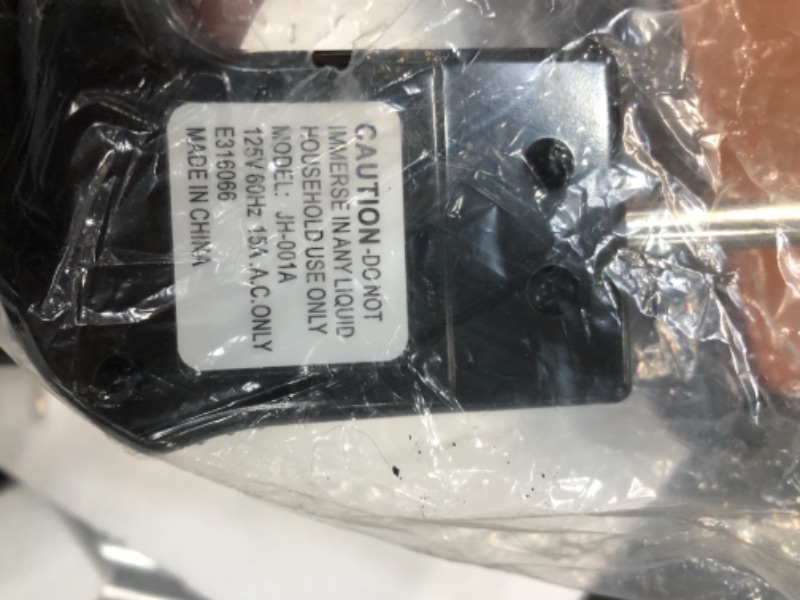 CAUTION -DO NOT
IMMERSE IN ANY LIQUID
HOUSEHOLD USE ONLY
MODEL: JH-001A
125V 60Hz 15A A.C.ONLY
E316066
MADE IN CHINA